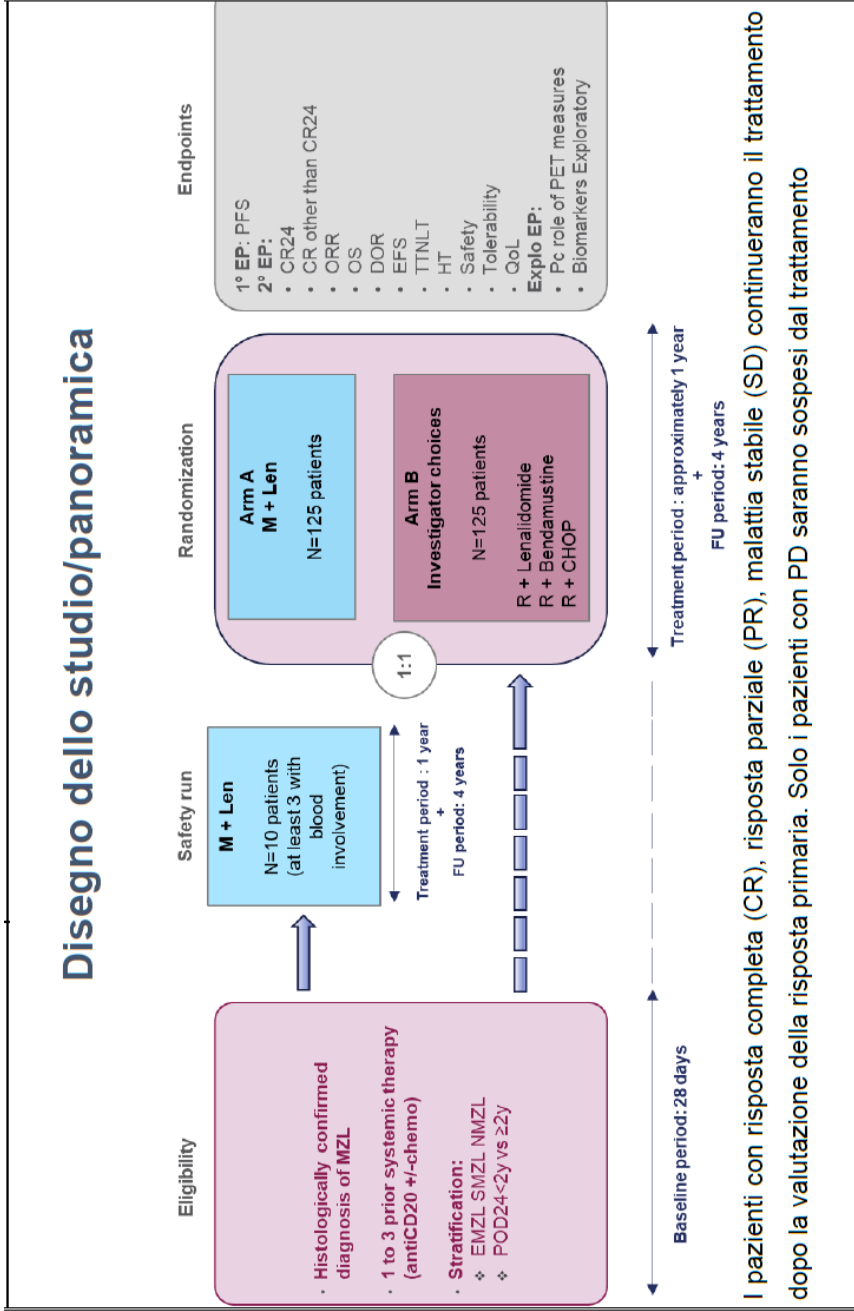 Disegno dello studio/panoramica
Eligibility
· Histologically confirmed
diagnosis of MZL
· 1 to 3 prior systemic therapy
(antiCD20 +/-chemo)
· Stratification:
❖ EMZL SMZL NMZL
❖ POD24<2y vs ≥2y
Baseline period: 28 days
Safety run
M + Len
N=10 patients
(at least 3 with
blood
involvement)
Treatment period : 1 year
+
FU period: 4 years
Randomization
1:1
Arm A
M + Len
N=125 patients
Arm B
Investigator choices
N=125 patients
R + Lenalidomide
R + Bendamustine
R + CHOP
Treatment period : approximately 1 year
+
FU period: 4 years
Endpoints
1° EP: PFS
2° EP:
• CR24
• CR other than CR24
• ORR
• OS
• DOR
• EFS
• TTNLT
• HT
• Safety
• Tolerability
• QoL
Explo EP:
• Pc role of PET measures
• Biomarkers Exploratory
I pazienti con risposta completa (CR), risposta parziale (PR), malattia stabile (SD) continueranno il trattamento
dopo la valutazione della risposta primaria. Solo i pazienti con PD saranno sospesi dal trattamento